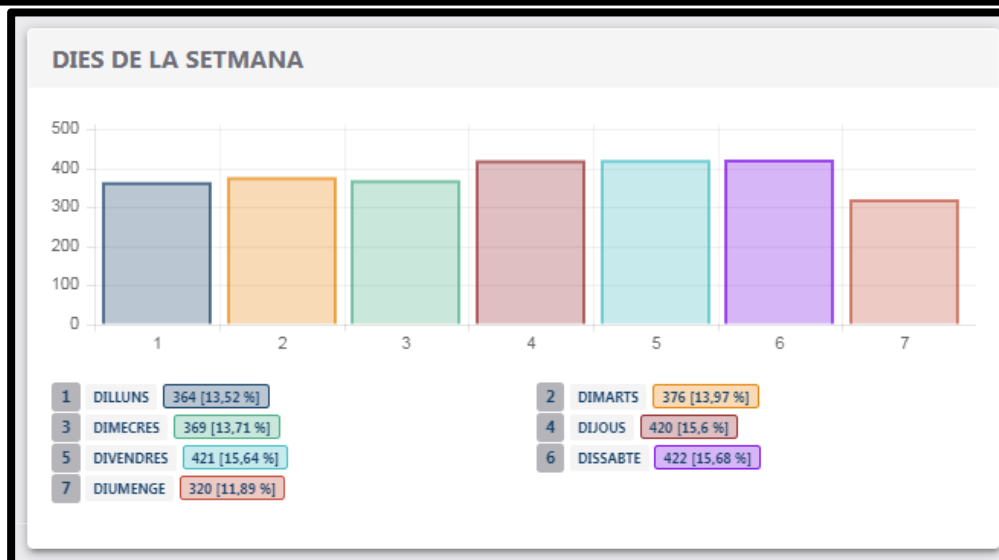 DIES DE LA SETMANA
500
400
300
200
100
0
1 2 3 4 5 6 7
1 DILLUNS 364 [13,52 %] 2 DIMARTS 376 [13,97 %]
3 DIMECRES 369 [13,71 %] 4 DIJOUS 420 [15,6 %]
5 DIVENDRES 421 [15,64 %] 6 DISSABTE 422 [15,68 %]
7 DIUMENGE 320 [11,89 %]